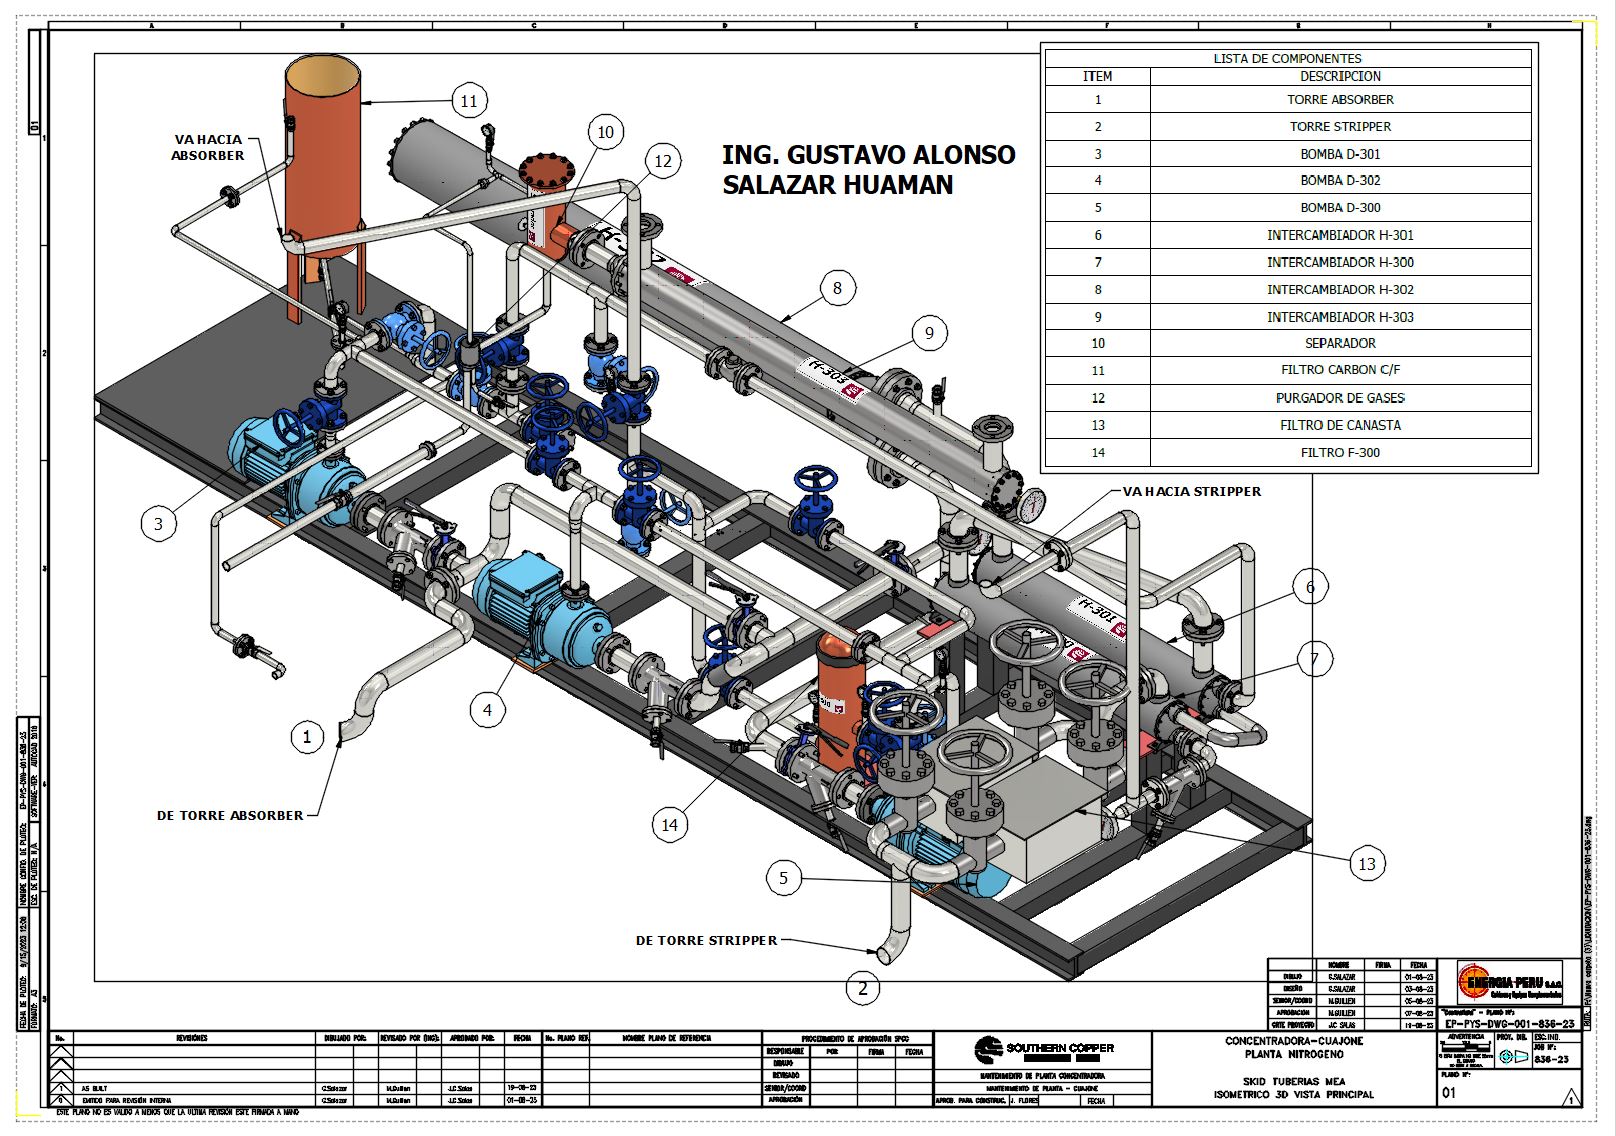 A
B
C
D
E
F
G
H
LISTA DE COMPONENTES
ITEM DESCRIPCION
1 TORRE ABSORBER
2 TORRE STRIPPER
3 BOMBA D-301
4 BOMBA D-302
5 BOMBA D-300
6 INTERCAMBIADOR H-301
7 INTERCAMBIADOR H-300
8 INTERCAMBIADOR H-302
9 INTERCAMBIADOR H-303
10 SEPARADOR
11 FILTRO CARBON C/F
12 PURGADOR DE GASES
13 FILTRO DE CANASTA
14 FILTRO F-300
ING. GUSTAVO ALONSO
SALAZAR HUAMAN
VA HACIA
ABSORBER
11
10
12
8
9
H-303
VA HACIA STRIPPER
H-301
6
7
3
4
1
DE TORRE ABSORBER
14
5
13
DE TORRE STRIPPER
2
01
NOMBRE FIRMA FECHA
DIBUJO G.SALAZAR 01-08-23
DISEÑO G.SALAZAR 03-08-23
SENIOR/COORD M.GUILLEN 05-08-23
APROBACION M.GUILLEN 07-08-23
GRTE PROYECTO J.C SALAS
ENERGIA-PERU S.A.C.
EP-PYS-DWG-001-836-23
ADVERTENCIA
PROY. DIE.
ESC: IND.
JOB Nº:
836-23
PLANO Nº:
01
1
CONCENTRADORA-CUAJONE
PLANTA NITROGENO
SKID TUBERIAS MEA
ISOMETRICO 3D VISTA PRINCIPAL
SOUTHERN COPPER
MANTENIMIENTO DE PLANTA CONCENTRADORA
MANTENIMIENTO DE PLANTA - CUAJONE
APROB. PARA CONSTRUC. J. FLORES FECHA
PROCEDIMIENTO DE APROBACIÓN SPCC
RESPONSABLE POR: FIRMA FECHA
DIBUJO
REVISADO
SENIOR/COORD
APROBACIÓN
No. REVISIONES DIBUJADO POR: REVISADO POR (ING): APROBADO POR: FECHA No. PLANO REF. NOMBRE PLANO DE REFERENCIA
1 AS BUILT G.Salazar M.Guillen J.C.Salas 19-08-23
0 EMITIDO PARA REVISIÓN INTERNA G.Salazar M.Guillen J.C.Salas 01-08-23
ESTE PLANO NO ES VALIDO A MENOS QUE LA ULTIMA REVISIÓN ESTE FIRMADA A MANO
FECHA DE PLOTEO: 9/15/2023 12:08
FORMATO: A3
NOMBRE CONFIG. DE PLOTEO: EP-PYS-DWG-001-836-23
ESC: DE PLOTEO: N/A
SOFTWARE-VER: AUTOCAD 2018